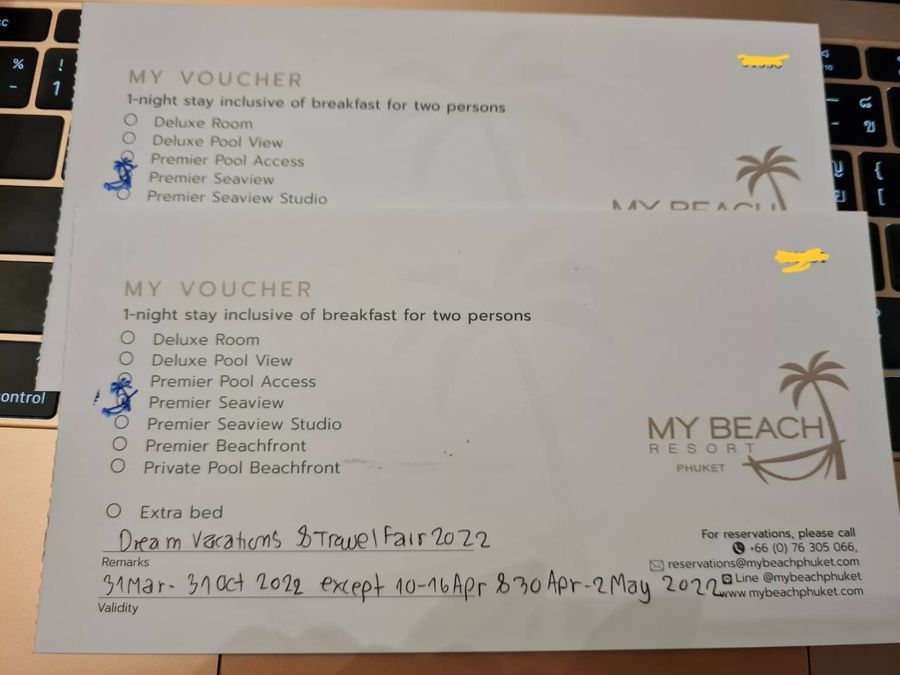 MY VOUCHER
1-night stay inclusive of breakfast for two persons
Deluxe Room
Deluxe Pool View
Premier Pool Access
Premier Seaview
Premier Seaview Studio
MY BEACH
MY VOUCHER
1-night stay inclusive of breakfast for two persons
Deluxe Room
Deluxe Pool View
Premier Pool Access
Premier Seaview
Premier Seaview Studio
Premier Beachfront
Private Pool Beachfront
Extra bed
MY BEACH
RESORT
PHUKET
Dream Vacations & Travel Fair 2022
Remarks
31 Mar - 31 Oct 2022 except 10-16 Apr & 30 Apr - 2 May 2022
Validity
For reservations, please call
+66 (0) 76 305 066,
reservations@mybeachphuket.com
Line @mybeachphuket
www.mybeachphuket.com
%
-
!
1
control
{
[